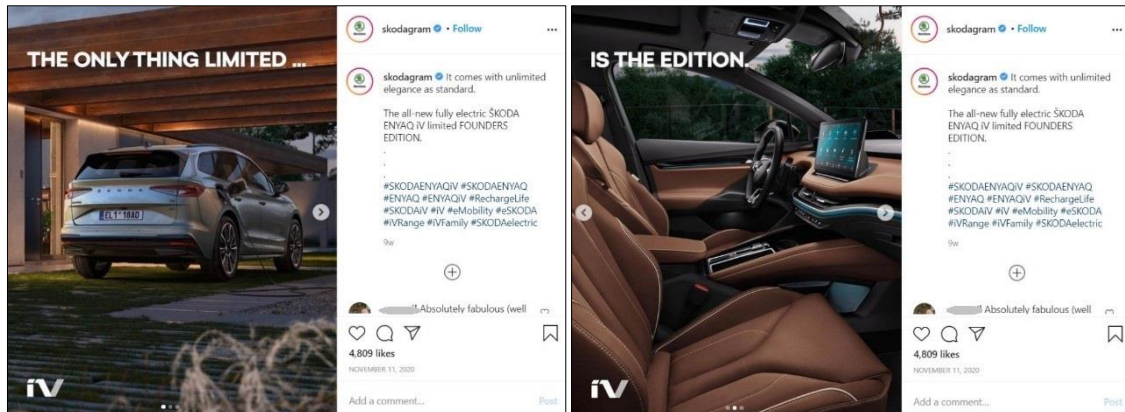 THE ONLY THING LIMITED ...
iV
skodagram • Follow
skodagram It comes with unlimited
elegance as standard.
The all-new fully electric ŠKODA
ENYAQ iV limited FOUNDERS
EDITION.
.
.
.
#SKODAENYAQiV #SKODAENYAQ
#ENYAQ #ENYAQiV #RechargeLife
#SKODAiV #iV #eMobility #eSKODA
#iVRange #iVFamily #SKODAelectric
9w
Absolutely fabulous (well
4,809 likes
NOVEMBER 11, 2020
Add a comment...
Post
IS THE EDITION.
iV
skodagram • Follow
skodagram It comes with unlimited
elegance as standard.
The all-new fully electric ŠKODA
ENYAQ iV limited FOUNDERS
EDITION.
.
.
.
#SKODAENYAQiV #SKODAENYAQ
#ENYAQ #ENYAQiV #RechargeLife
#SKODAiV #iV #eMobility #eSKODA
#iVRange #iVFamily #SKODAelectric
9w
Absolutely fabulous (well
4,809 likes
NOVEMBER 11, 2020
Add a comment...
Post